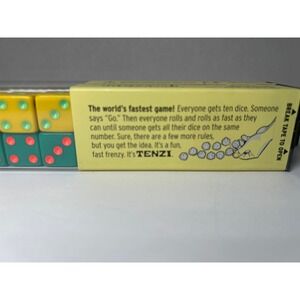 The world's fastest game! Everyone gets ten dice. Someone
says "Go." Then everyone rolls and rolls as fast as they
can until someone gets all their dice on the same
number. Sure, there are a few more rules,
but you get the idea. It's a fun,
fast frenzy. It's TENZI.
BREAK TAPE TO OPEN